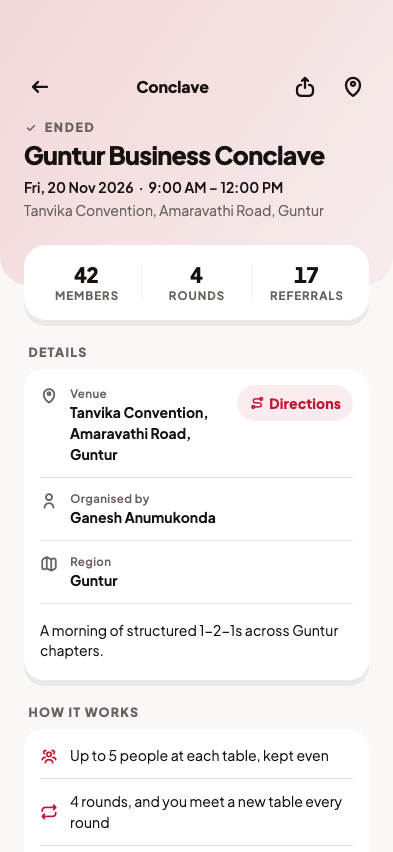 Conclave
ENDED
Guntur Business Conclave
Fri, 20 Nov 2026 · 9:00 AM – 12:00 PM
Tanvika Convention, Amaravathi Road, Guntur
42
MEMBERS
4
ROUNDS
17
REFERRALS
DETAILS
Venue
Tanvika Convention,
Amaravathi Road,
Guntur
Directions
Organised by
Ganesh Anumukonda
Region
Guntur
A morning of structured 1–2–1s across Guntur
chapters.
HOW IT WORKS
Up to 5 people at each table, kept even
4 rounds, and you meet a new table every
round